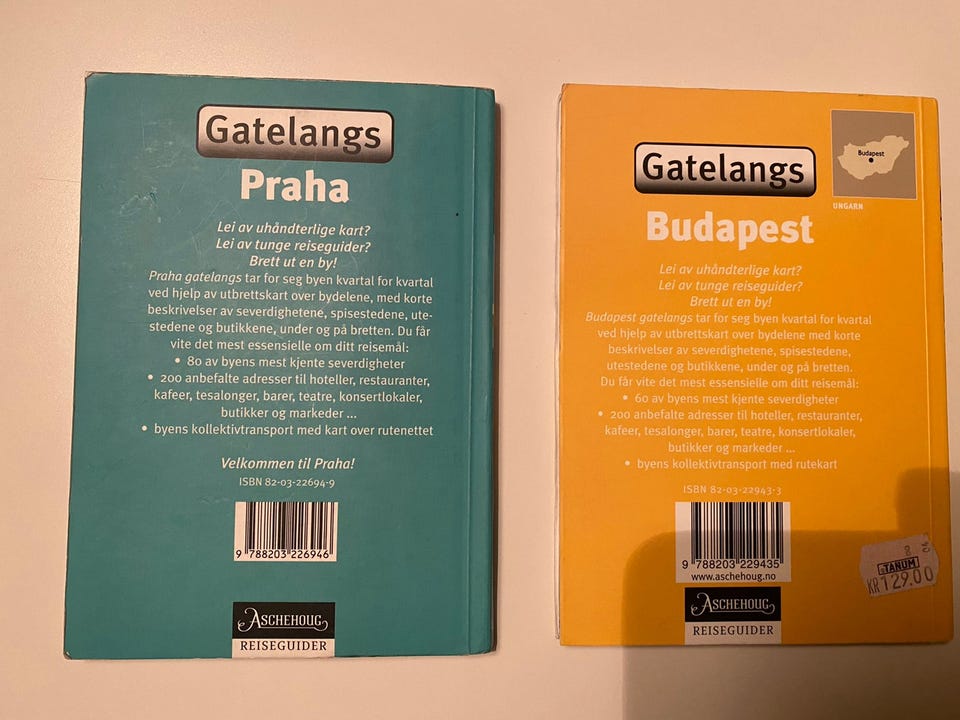 Gatelangs
Praha
Lei av uhåndterlige kart?
Lei av tunge reiseguider?
Brett ut en by!
Praha gatelangs tar for seg byen kvartal for kvartal
ved hjelp av utbrettskart over bydelene, med korte
beskrivelser av severdighetene, spisestedene, ute-
stedene og butikkene, under og på bretten. Du får
vite det mest essensielle om ditt reisemål:
• 80 av byens mest kjente severdigheter
• 200 anbefalte adresser til hoteller, restauranter,
kafeer, tesalonger, barer, teatre, konsertlokaler,
butikker og markeder ...
• byens kollektivtransport med kart over rutenettet
Velkommen til Praha!
ISBN 82-03-22694-9
9 788203 226946
ASCHEHOUG
REISEGUIDER
Budapest
UNGARN
Gatelangs
Budapest
Lei av uhåndterlige kart?
Lei av tunge reiseguider?
Brett ut en by!
Budapest gatelangs tar for seg byen kvartal for kvartal
ved hjelp av utbrettskart over bydelene med korte
beskrivelser av severdighetene, spisestedene,
utestedene og butikkene, under og på bretten.
Du får vite det mest essensielle om ditt reisemål:
• 60 av byens mest kjente severdigheter
• 200 anbefalte adresser til hoteller, restauranter,
kafeer, tesalonger, barer, teatre, konsertlokaler,
butikker og markeder ...
• byens kollektivtransport med rutekart
ISBN 82-03-22943-3
9 788203 229435
www.aschehoug.no
ASCHEHOUG
REISEGUIDER
TANUM
KR 129.00